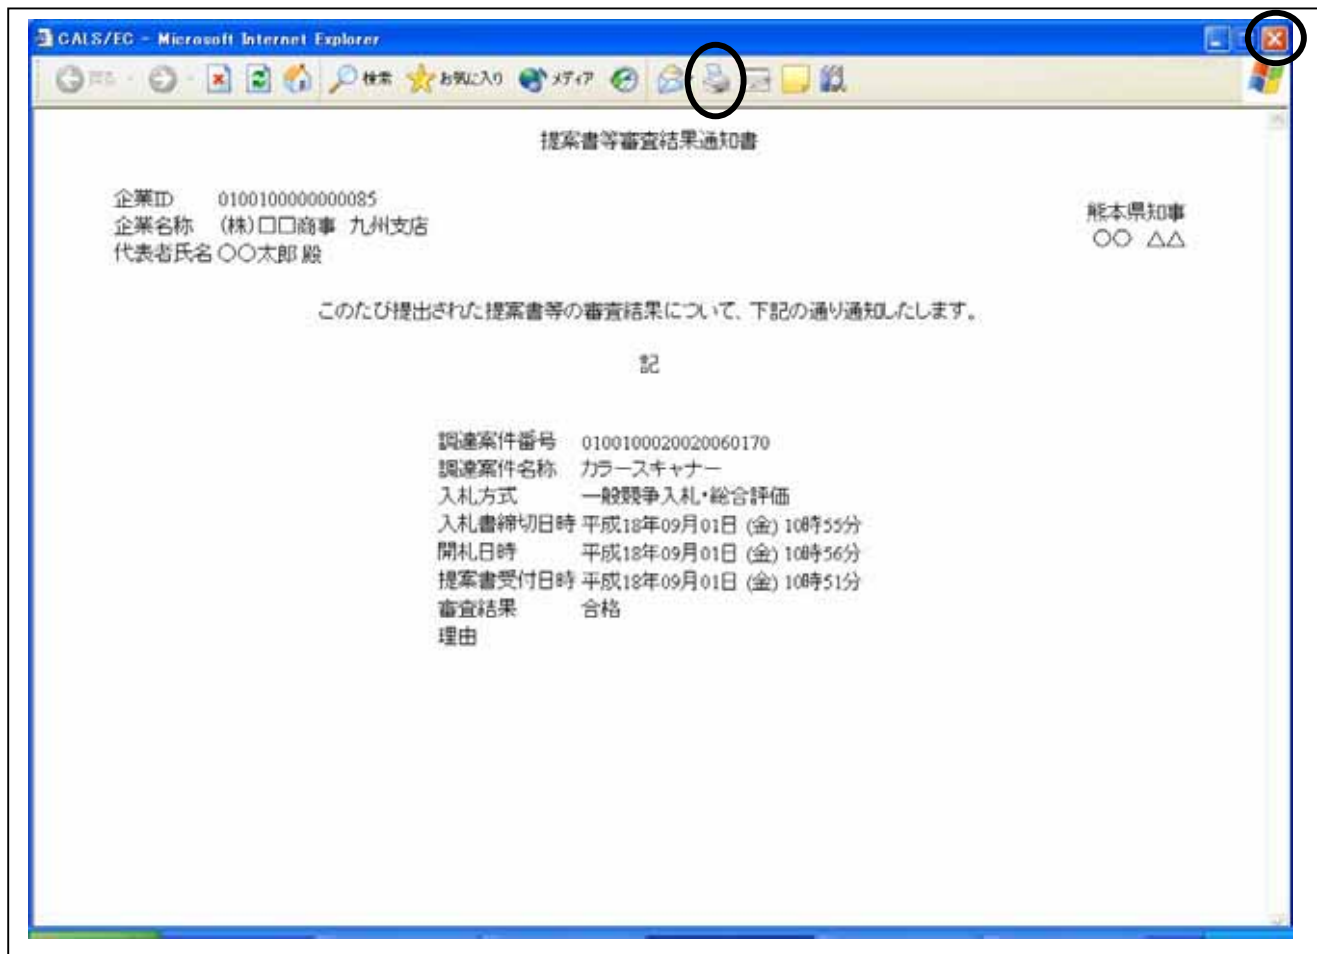 CALS/EC - Microsoft Internet Explorer
戻る 検索 お気に入り メディア
提案書等審査結果通知書
企業ID 0100100000000085
企業名称 (株)□□商事 九州支店
代表者氏名 〇〇太郎 殿
熊本県知事
〇〇 △△
このたび提出された提案書等の審査結果について、下記の通り通知いたします。
記
調達案件番号 0100100020020060170
調達案件名称 カラースキャナー
入札方式 一般競争入札・総合評価
入札書締切日時 平成18年09月01日 (金) 10時55分
開札日時 平成18年09月01日 (金) 10時56分
提案書受付日時 平成18年09月01日 (金) 10時51分
審査結果 合格
理由